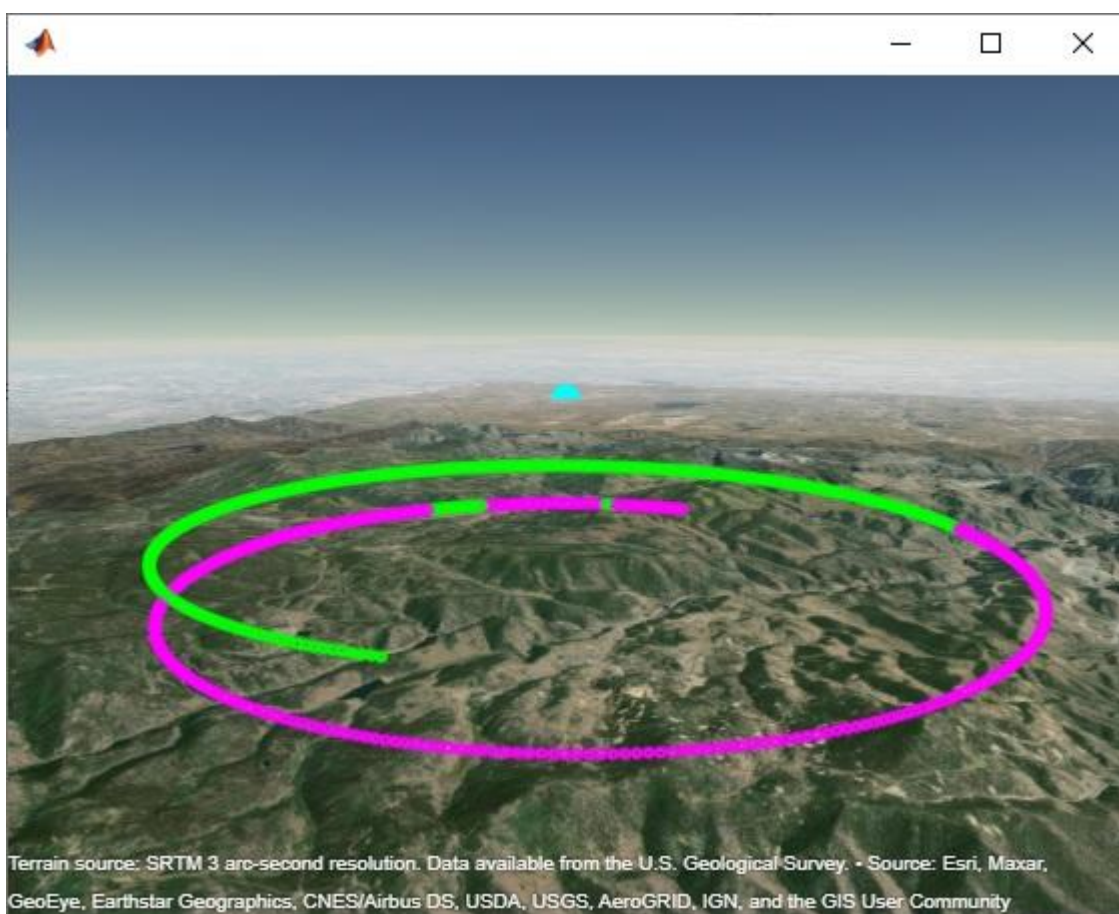 Terrain source: SRTM 3 arc-second resolution. Data available from the U.S. Geological Survey. • Source: Esri, Maxar,
GeoEye, Earthstar Geographics, CNES/Airbus DS, USDA, USGS, AeroGRID, IGN, and the GIS User Community